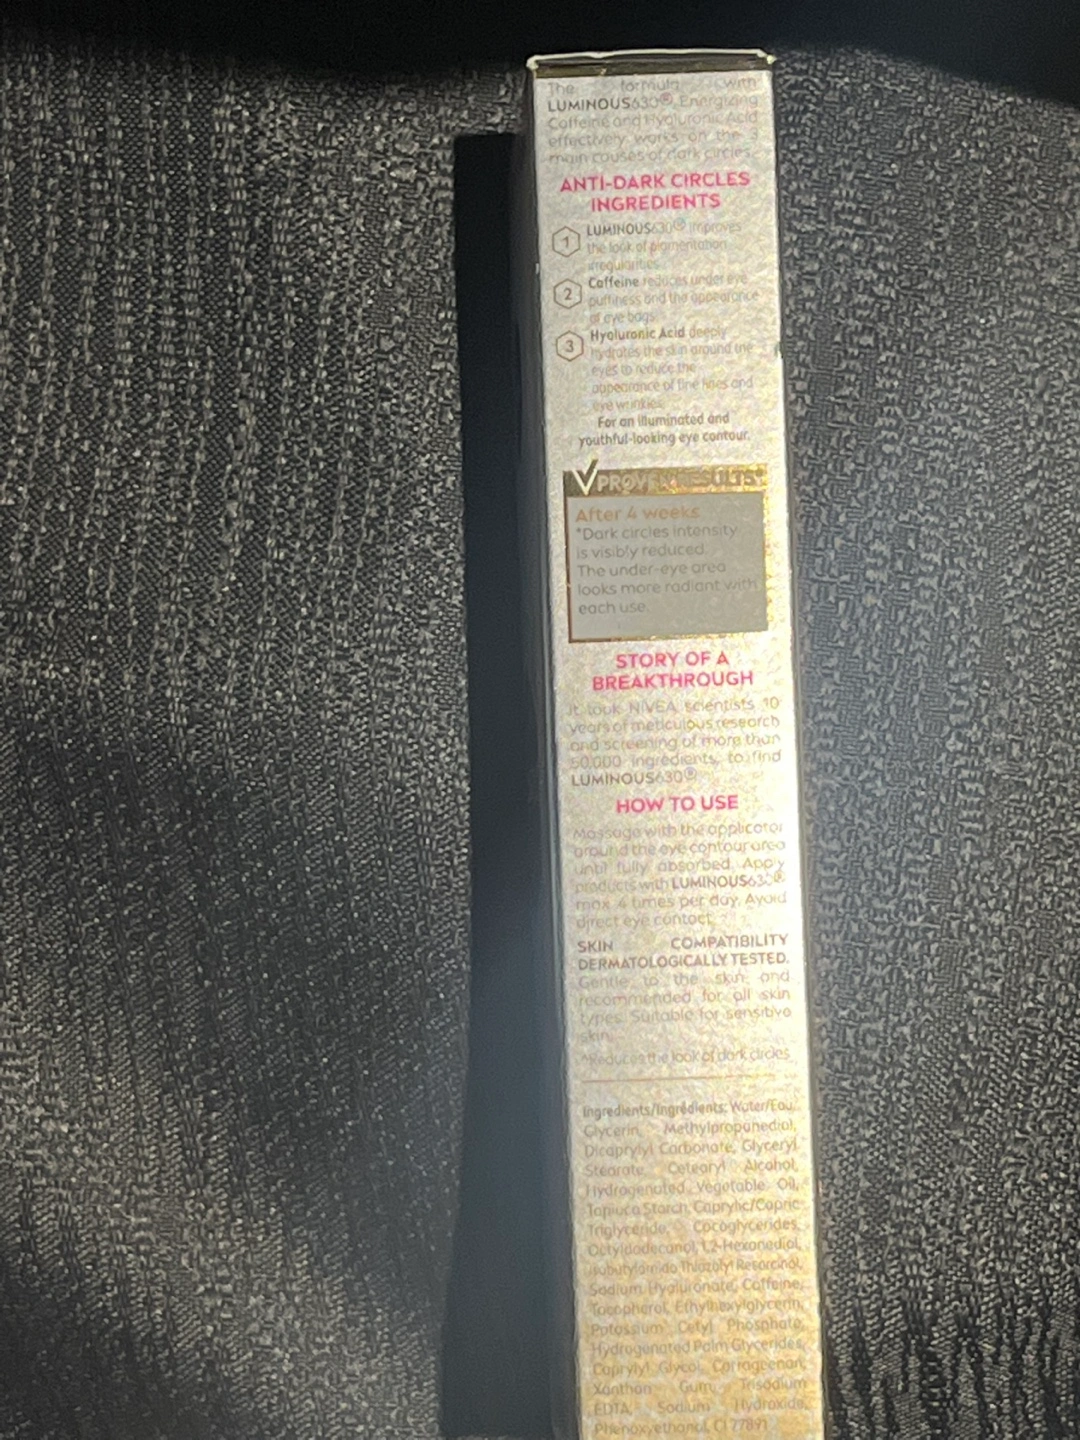 The formula with
LUMINOUS630® Energizing
Caffeine and Hyaluronic Acid
effectively works on the 3
main causes of dark circles.
ANTI-DARK CIRCLES
INGREDIENTS
1 LUMINOUS630® improves
the look of pigmentation
irregularities.
2 Caffeine reduces under eye
puffiness and the appearance
of eye bags.
3 Hyaluronic Acid deeply
hydrates the skin around the
eyes to reduce the
appearance of fine lines and
eye wrinkles.
For an illuminated and
youthful-looking eye contour.
PROVEN RESULTS*
After 4 weeks
*Dark circles intensity
is visibly reduced.
The under-eye area
looks more radiant with
each use.
STORY OF A
BREAKTHROUGH
It took NIVEA scientists 10
years of meticulous research
and screening of more than
50.000 ingredients, to find
LUMINOUS630®
HOW TO USE
Massage with the applicator
around the eye contour area
until fully absorbed. Apply
products with LUMINOUS630®
max 4 times per day. Avoid
direct eye contact.
SKIN COMPATIBILITY
DERMATOLOGICALLY TESTED.
Gentle to the skin and
recommended for all skin
types. Suitable for sensitive
skin.
*Reduces the look of dark circles
Ingredients/Ingrédients: Water/Eau,
Glycerin, Methylpropanediol,
Dicaprylyl Carbonate, Glyceryl
Stearate, Cetearyl Alcohol,
Hydrogenated Vegetable Oil,
Tapioca Starch, Caprylic/Capric
Triglyceride, Cocoglycerides,
Octyldodecanol, 1,2-Hexanediol,
Isobutylamido Thiazolyl Resorcinol,
Sodium Hyaluronate, Caffeine,
Tocopherol, Ethylhexylglycerin,
Potassium Cetyl Phosphate,
Hydrogenated Palm Glycerides,
Caprylyl Glycol, Carrageenan,
Xanthan Gum, Trisodium
EDTA, Sodium Hydroxide,
Phenoxyethanol, CI 77891